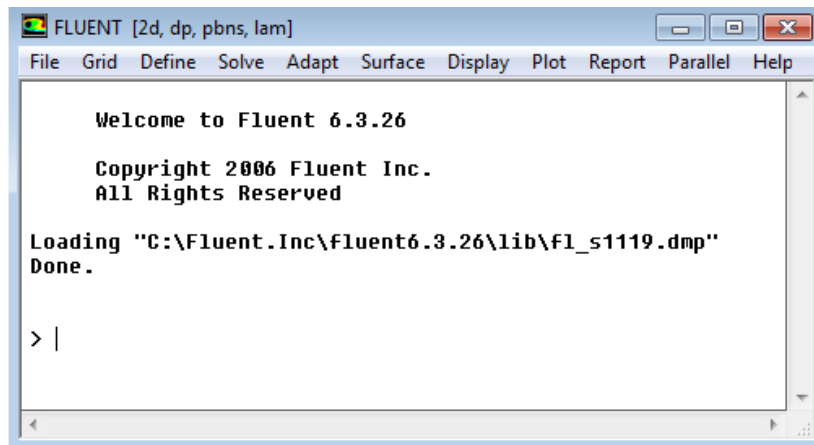 FLUENT [2d, dp, pbns, lam]
File Grid Define Solve Adapt Surface Display Plot Report Parallel Help
Welcome to Fluent 6.3.26
Copyright 2006 Fluent Inc.
All Rights Reserved
Loading "C:\Fluent.Inc\fluent6.3.26\lib\fl_s1119.dmp"
Done.
>